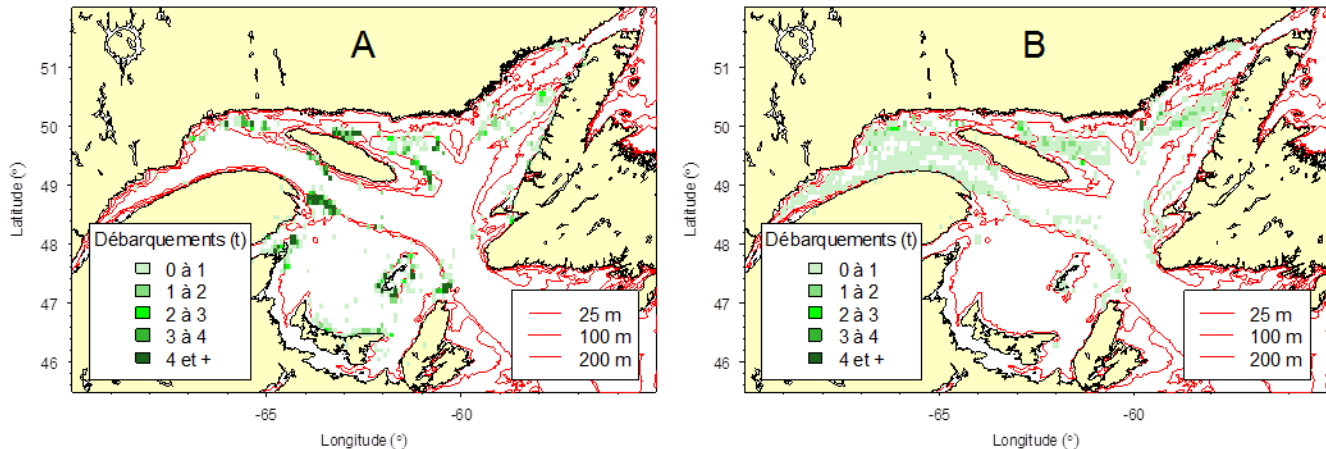 A
51
50
49
48
47
46
Latitude (°)
Débarquements (t)
0 à 1
1 à 2
2 à 3
3 à 4
4 et +
25 m
100 m
200 m
-65
-60
Longitude (°)
B
51
50
49
48
47
46
Latitude (°)
Débarquements (t)
0 à 1
1 à 2
2 à 3
3 à 4
4 et +
25 m
100 m
200 m
-65
-60
Longitude (°)